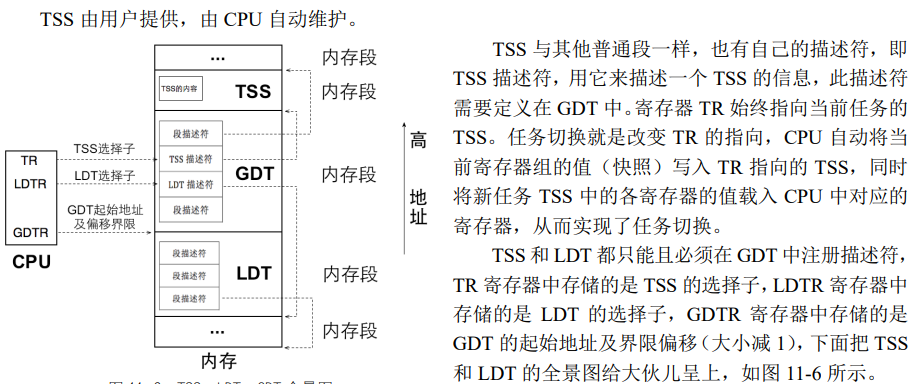 TSS 由用户提供，由 CPU 自动维护。
...
内存段
TSS的内容
TSS
内存段
段描述符
TSS 描述符
LDT 描述符
段描述符
GDT
内存段
TR
LDTR
GDTR
CPU
TSS选择子
LDT选择子
GDT起始地址
及偏移界限
段描述符
段描述符
段描述符
LDT
内存段
...
内存段
内存
高
地址
TSS 与其他普通段一样，也有自己的描述符，即
TSS 描述符，用它来描述一个 TSS 的信息，此描述符
需要定义在 GDT 中。寄存器 TR 始终指向当前任务的
TSS。任务切换就是改变 TR 的指向，CPU 自动将当
前寄存器组的值（快照）写入 TR 指向的 TSS，同时
将新任务 TSS 中的各寄存器的值载入 CPU 中对应的
寄存器，从而实现了任务切换。
TSS 和 LDT 都只能且必须在 GDT 中注册描述符，
TR 寄存器中存储的是 TSS 的选择子，LDTR 寄存器中
存储的是 LDT 的选择子，GDTR 寄存器中存储的是
GDT 的起始地址及界限偏移（大小减 1），下面把 TSS
和 LDT 的全景图给大伙儿呈上，如图 11-6 所示。